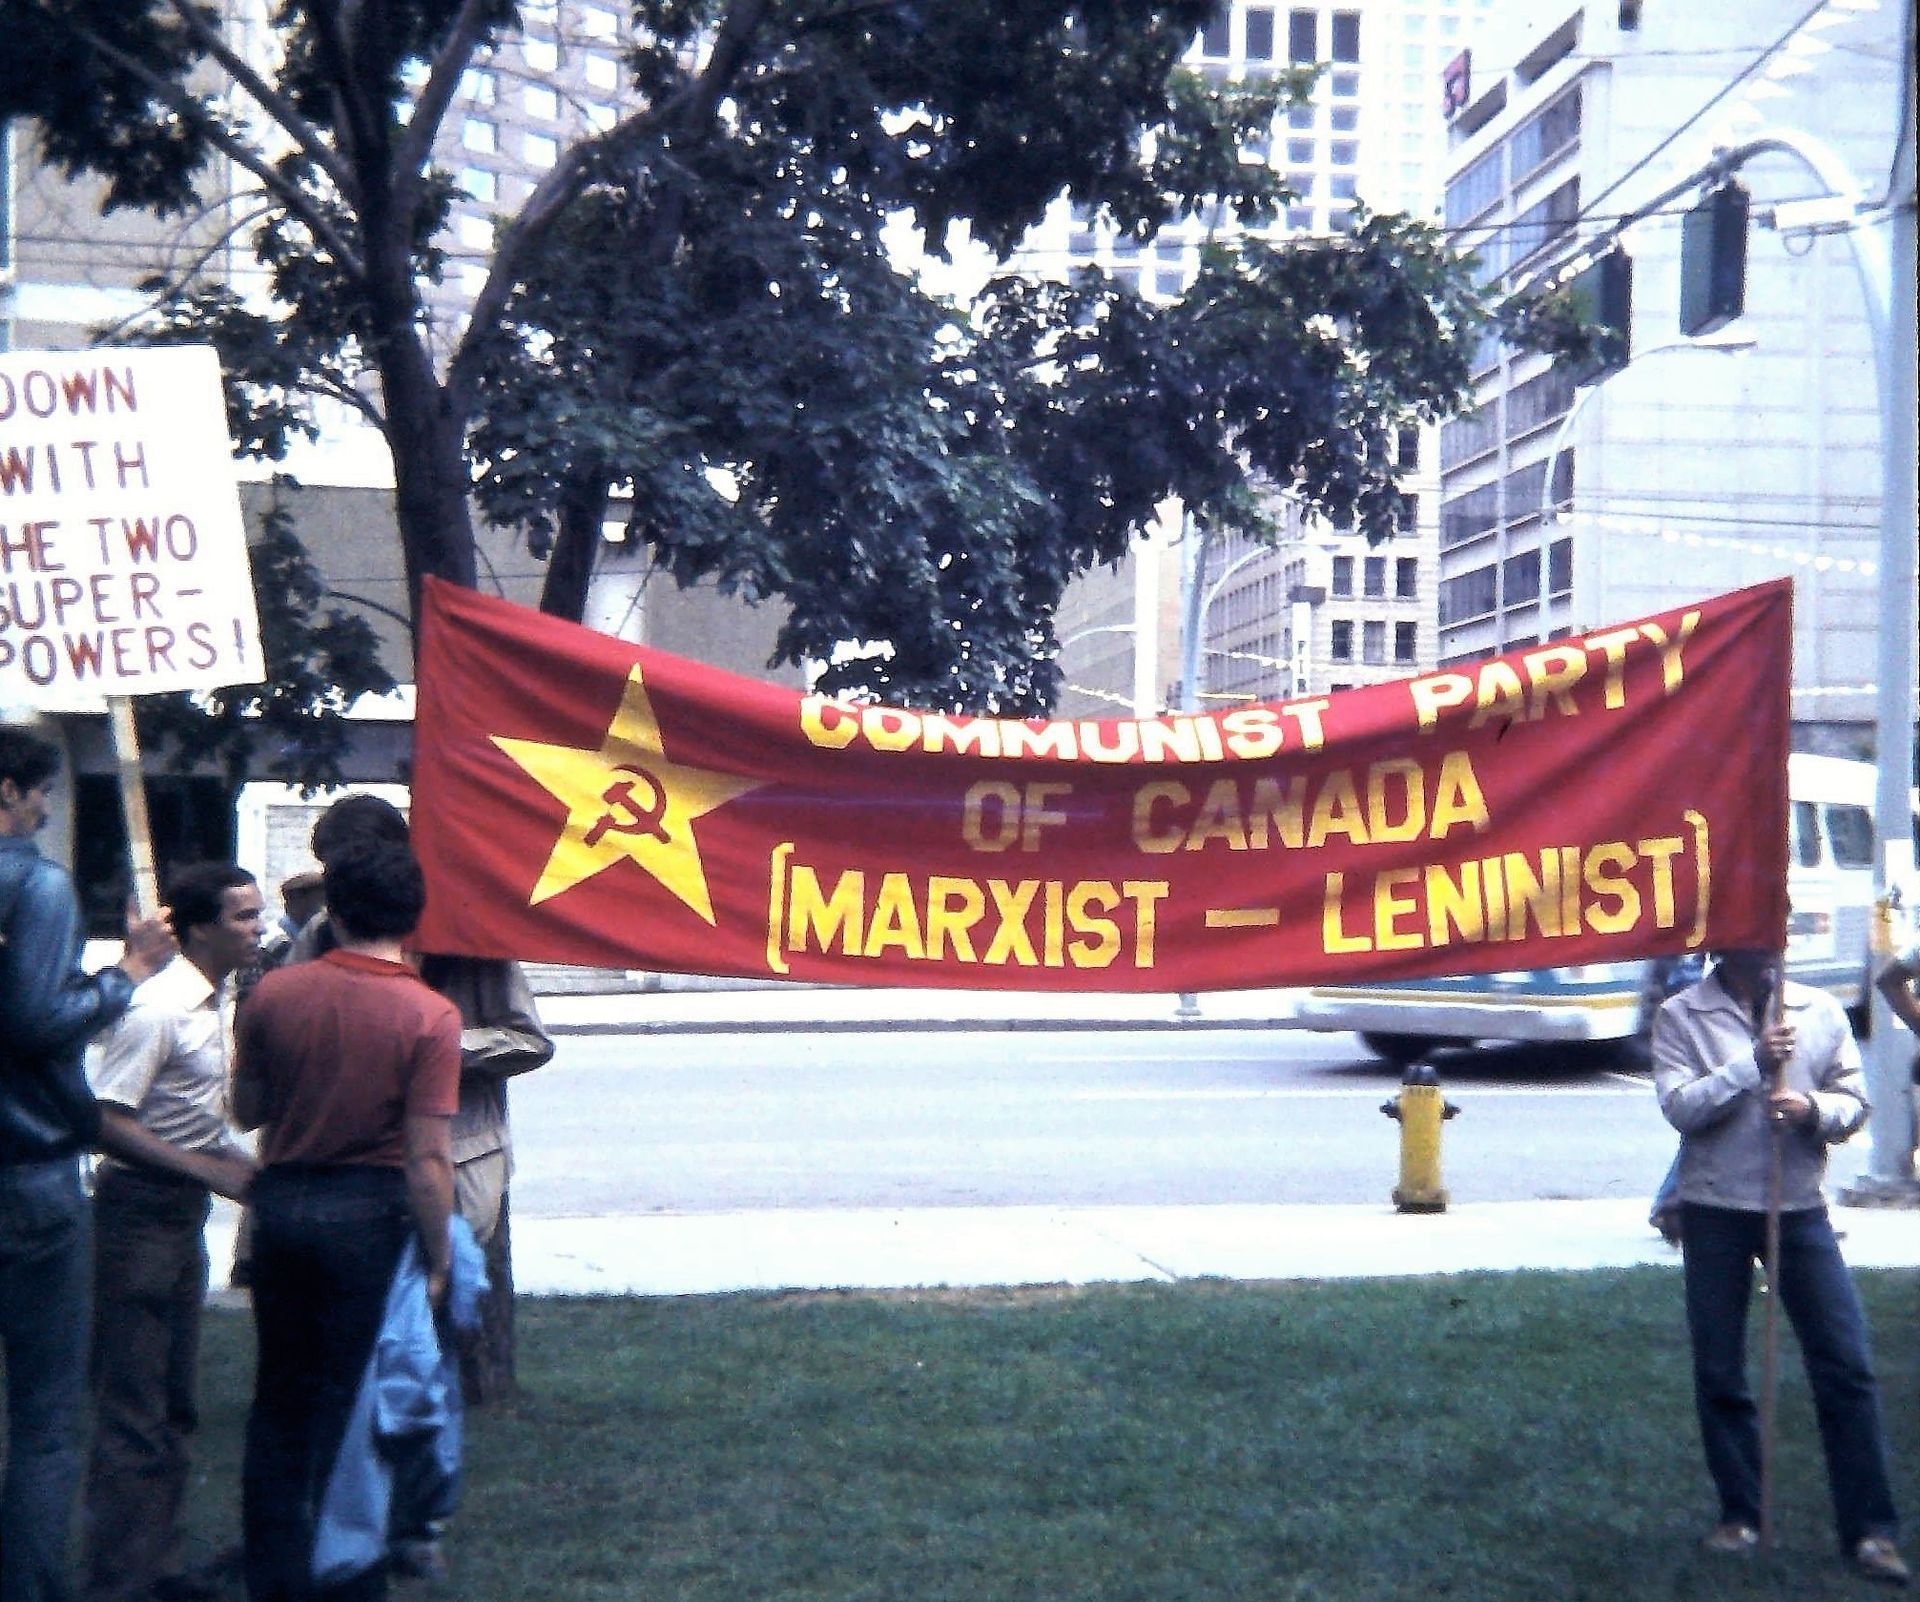 DOWN
WITH
HE TWO
SUPER-
POWERS!
COMMUNIST PARTY
OF CANADA
(MARXIST — LENINIST)